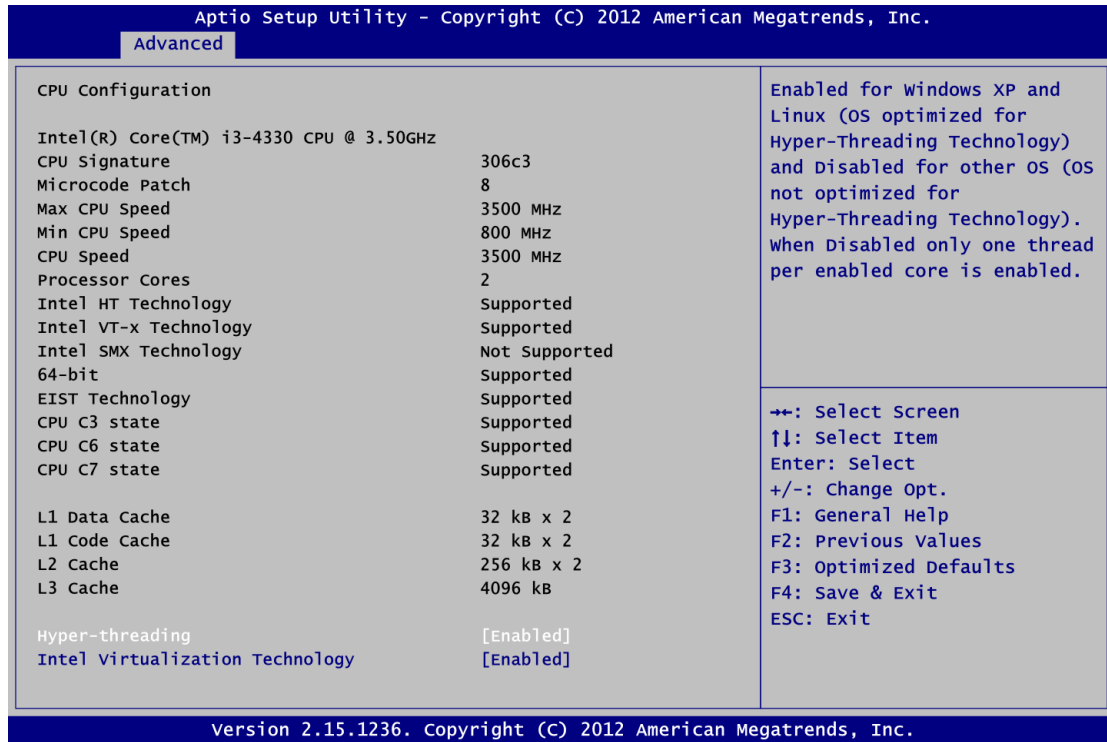 Aptio Setup Utility - Copyright (C) 2012 American Megatrends, Inc.
Advanced
CPU Configuration
Intel(R) Core(TM) i3-4330 CPU @ 3.50GHz
CPU Signature 306c3
Microcode Patch 8
Max CPU Speed 3500 MHz
Min CPU Speed 800 MHz
CPU Speed 3500 MHz
Processor Cores 2
Intel HT Technology Supported
Intel VT-x Technology Supported
Intel SMX Technology Not Supported
64-bit Supported
EIST Technology Supported
CPU C3 state Supported
CPU C6 state Supported
CPU C7 state Supported
L1 Data Cache 32 kB x 2
L1 Code Cache 32 kB x 2
L2 Cache 256 kB x 2
L3 Cache 4096 kB
Hyper-threading [Enabled]
Intel Virtualization Technology [Enabled]
Enabled for Windows XP and
Linux (OS optimized for
Hyper-Threading Technology)
and Disabled for other OS (OS
not optimized for
Hyper-Threading Technology).
When Disabled only one thread
per enabled core is enabled.
→←: Select Screen
↑↓: Select Item
Enter: Select
+/-: Change Opt.
F1: General Help
F2: Previous Values
F3: Optimized Defaults
F4: Save & Exit
ESC: Exit
Version 2.15.1236. Copyright (C) 2012 American Megatrends, Inc.